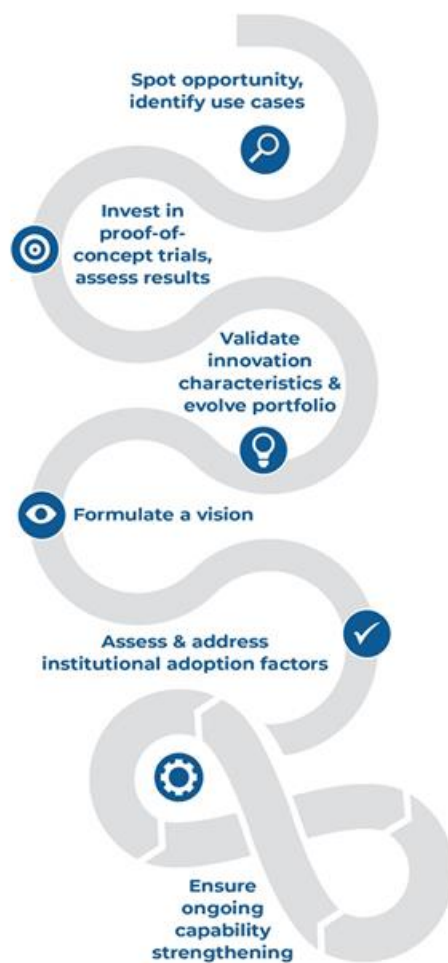 Spot opportunity,
identify use cases
Invest in
proof-of-
concept trials,
assess results
Validate
innovation
characteristics &
evolve portfolio
Formulate a vision
Assess & address
institutional adoption factors
Ensure
ongoing
capability
strengthening